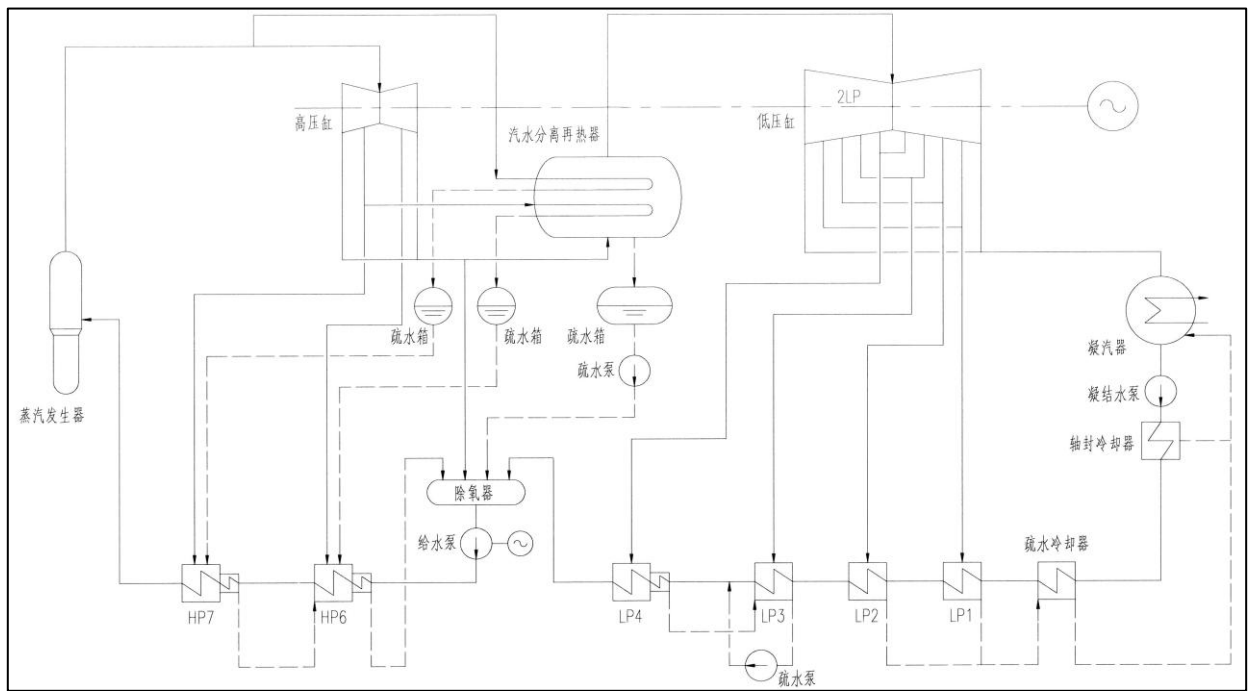 2LP
高压缸
低压缸
汽水分离再热器
疏水箱
疏水箱
疏水箱
凝汽器
疏水泵
凝结水泵
蒸汽发生器
轴封冷却器
除氧器
给水泵
疏水冷却器
HP7
HP6
LP4
LP3
LP2
LP1
疏水泵